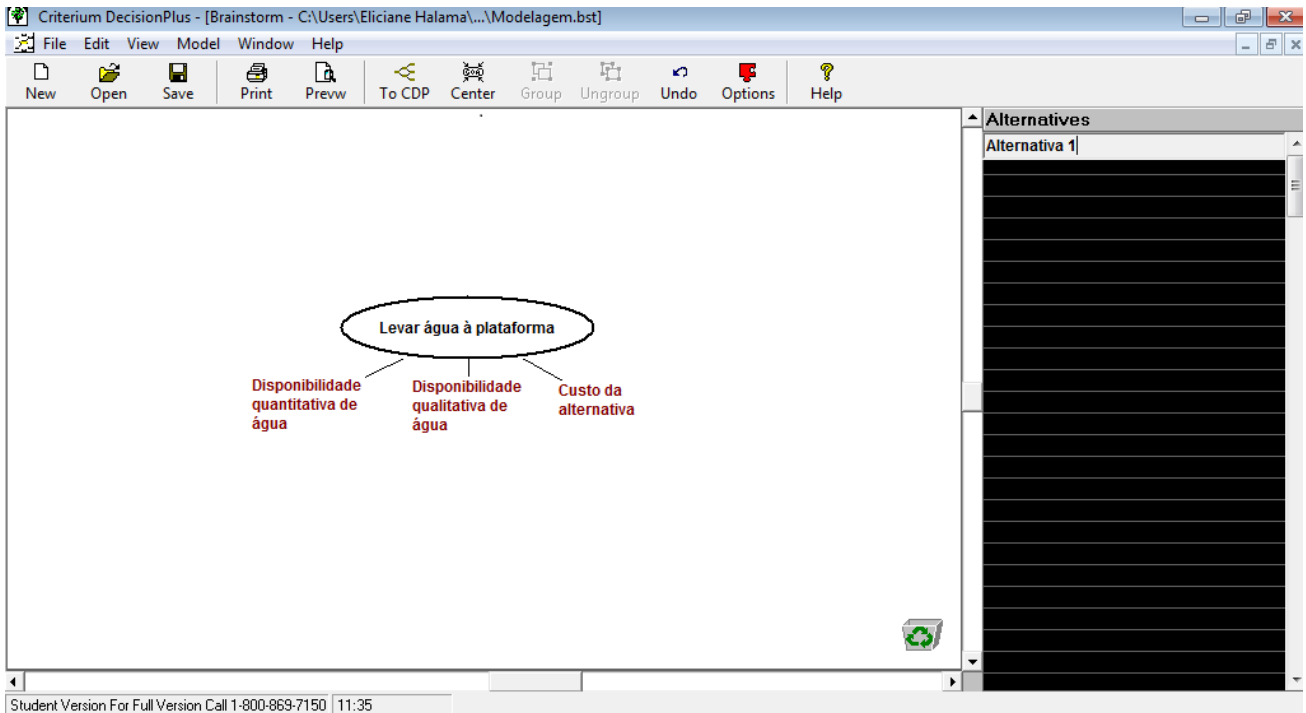 Criterium DecisionPlus - [Brainstorm - C:\Users\Eliciane Halama\...\Modelagem.bst]
File Edit View Model Window Help
New Open Save Print Prevw To CDP Center Group Ungroup Undo Options Help
Alternatives
Alternativa 1
Levar água à plataforma
Disponibilidade
quantitativa de
água
Disponibilidade
qualitativa de
água
Custo da
alternativa
Student Version For Full Version Call 1-800-869-7150 11:35